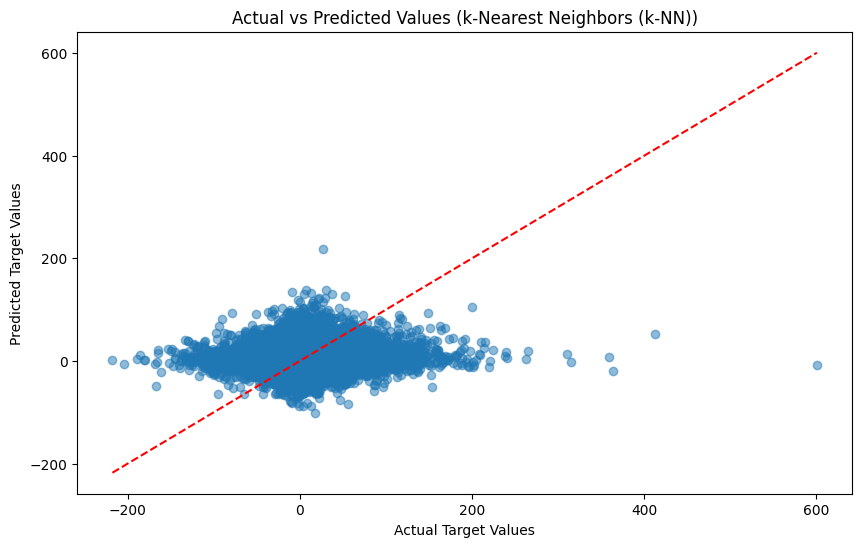 Actual vs Predicted Values (k-Nearest Neighbors (k-NN))
600
400
200
0
−200
Predicted Target Values
−200 0 200 400 600
Actual Target Values